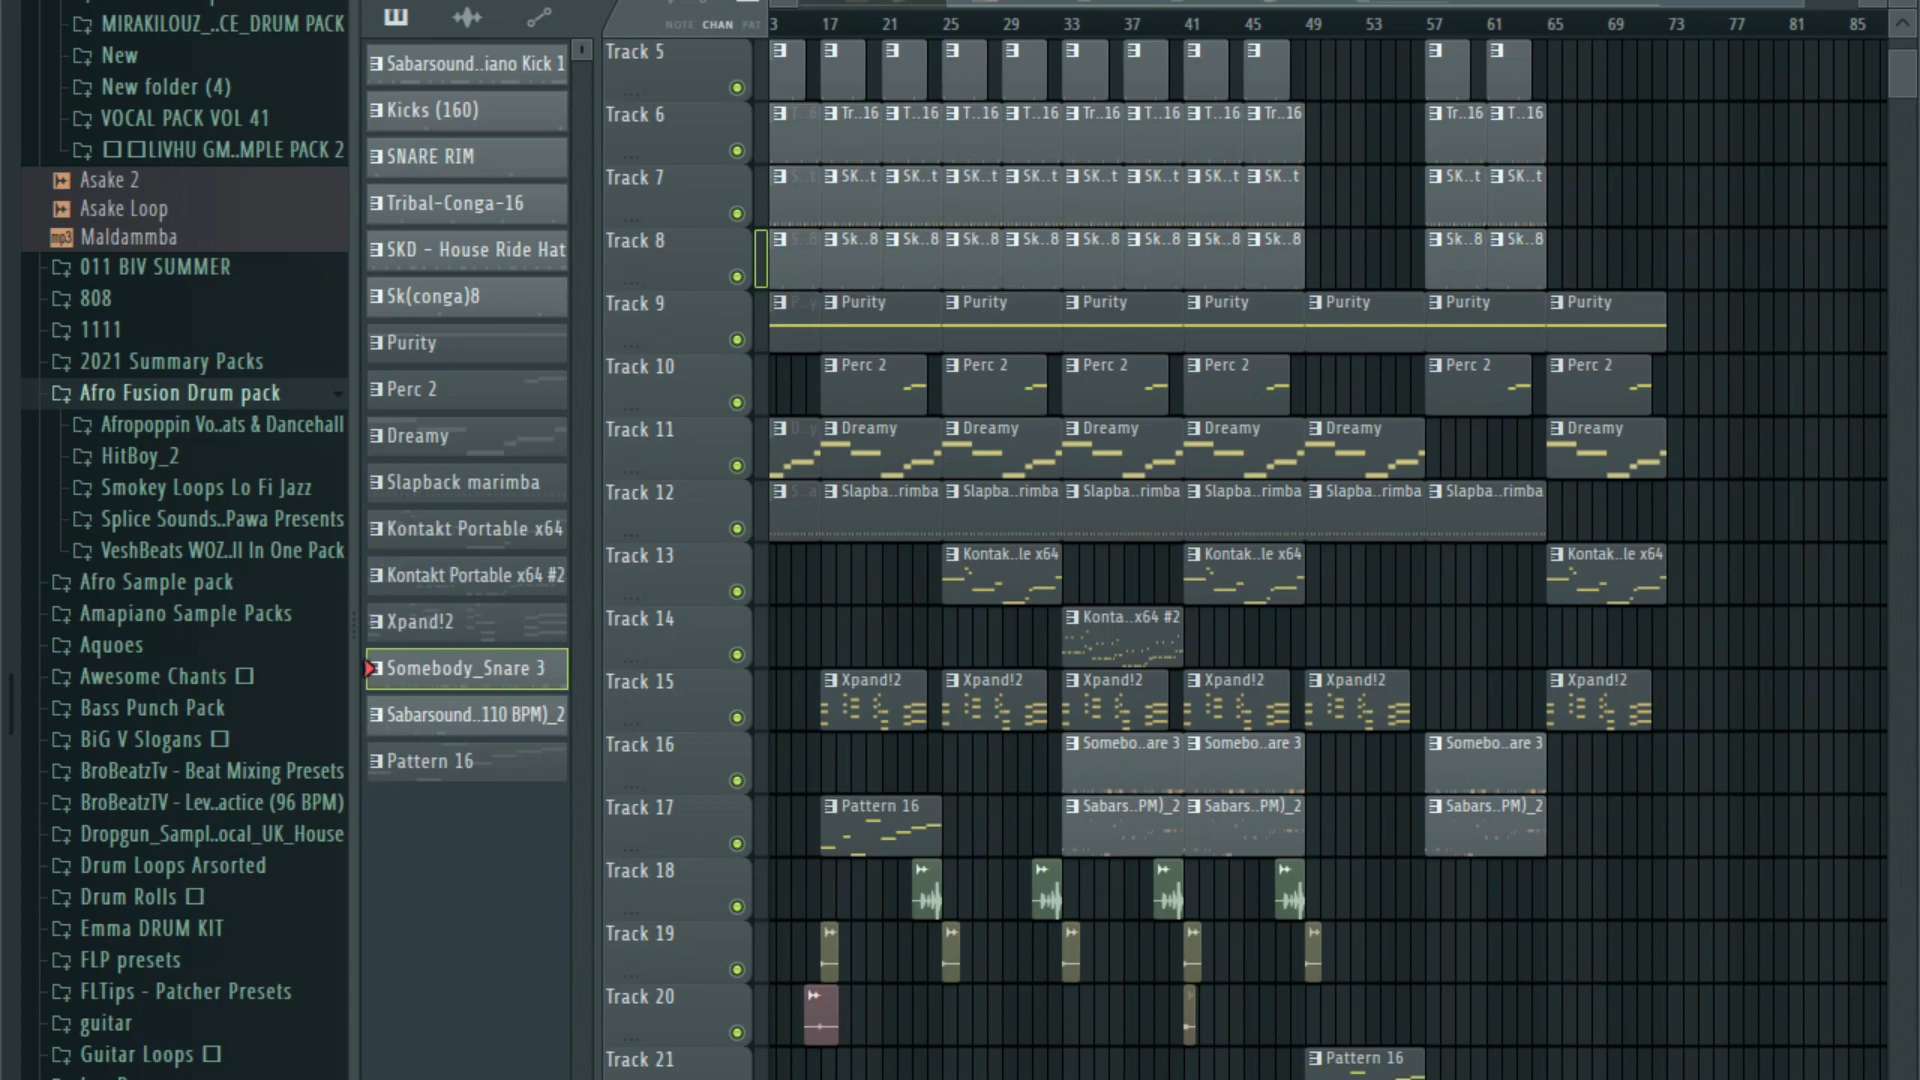 MIRAKILOUZ_..CE_DRUM PACK
New
New folder (4)
VOCAL PACK VOL 41
LIVHU GM..MPLE PACK 2
Asake 2
Asake Loop
mp3 Maldammba
011 BIV SUMMER
808
1111
2021 Summary Packs
Afro Fusion Drum pack
Afropoppin Vo..ats & Dancehall
HitBoy_2
Smokey Loops Lo Fi Jazz
Splice Sounds..Pawa Presents
VeshBeats WOZ..ll In One Pack
Afro Sample pack
Amapiano Sample Packs
Aquoes
Awesome Chants
Bass Punch Pack
BiG V Slogans
BroBeatzTv - Beat Mixing Presets
BroBeatzTV - Lev..actice (96 BPM)
Dropgun_Sampl..ocal_UK_House
Drum Loops Arsorted
Drum Rolls
Emma DRUM KIT
FLP presets
FLTips - Patcher Presets
guitar
Guitar Loops
Sabarsound..iano Kick 1
Kicks (160)
SNARE RIM
Tribal-Conga-16
SKD - House Ride Hat
Sk(conga)8
Purity
Perc 2
Dreamy
Slapback marimba
Kontakt Portable x64
Kontakt Portable x64 #2
Xpand!2
Somebody_Snare 3
Sabarsound..110 BPM)_2
Pattern 16
NOTE CHAN PAT
3 17 21 25 29 33 37 41 45 49 53 57 61 65 69 73 77 81 85
Track 5
Track 6 Tr..16 T..16 T..16 T..16 Tr..16 T..16 T..16 Tr..16 Tr..16 T..16
Track 7 SK..t SK..t SK..t SK..t SK..t SK..t SK..t SK..t SK..t SK..t
Track 8 Sk..8 Sk..8 Sk..8 Sk..8 Sk..8 Sk..8 Sk..8 Sk..8 Sk..8 Sk..8
Track 9 Purity Purity Purity Purity Purity Purity Purity
Track 10 Perc 2 Perc 2 Perc 2 Perc 2 Perc 2 Perc 2
Track 11 Dreamy Dreamy Dreamy Dreamy Dreamy Dreamy
Track 12 Slapba..rimba Slapba..rimba Slapba..rimba Slapba..rimba Slapba..rimba Slapba..rimba
Track 13 Kontak..le x64 Kontak..le x64 Kontak..le x64
Track 14 Konta..x64 #2
Track 15 Xpand!2 Xpand!2 Xpand!2 Xpand!2 Xpand!2 Xpand!2
Track 16 Somebo..are 3 Somebo..are 3 Somebo..are 3
Track 17 Pattern 16 Sabars..PM)_2 Sabars..PM)_2 Sabars..PM)_2
Track 18
Track 19
Track 20
Track 21 Pattern 16